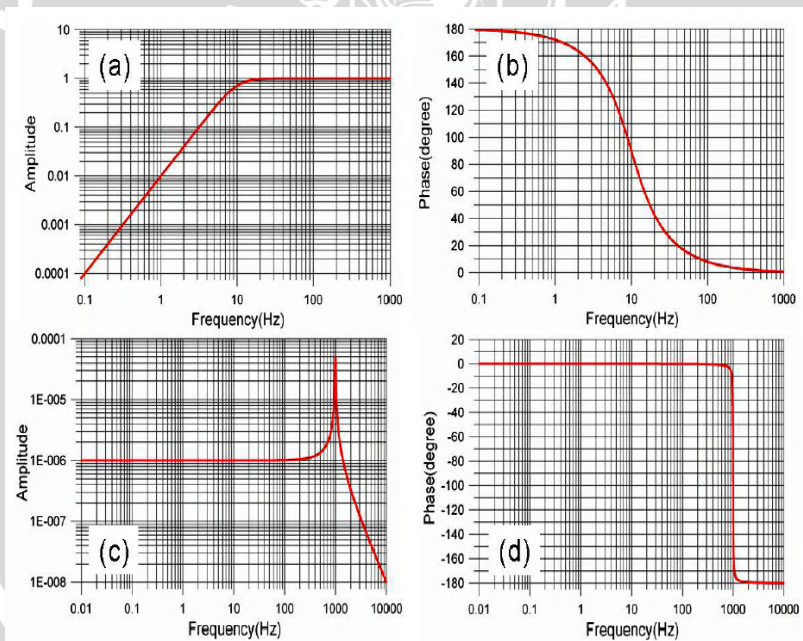 (a)
Amplitude
10
1
0.1
0.01
0.001
0.0001
0.1 1 10 100 1000
Frequency(Hz)
(b)
Phase(degree)
180
160
140
120
100
80
60
40
20
0
0.1 1 10 100 1000
Frequency(Hz)
(c)
Amplitude
0.0001
1E-005
1E-006
1E-007
1E-008
0.01 0.1 1 10 100 1000 10000
Frequency(Hz)
(d)
Phase(degree)
20
0
-20
-40
-60
-80
-100
-120
-140
-160
-180
0.01 0.1 1 10 100 1000 10000
Frequency(Hz)